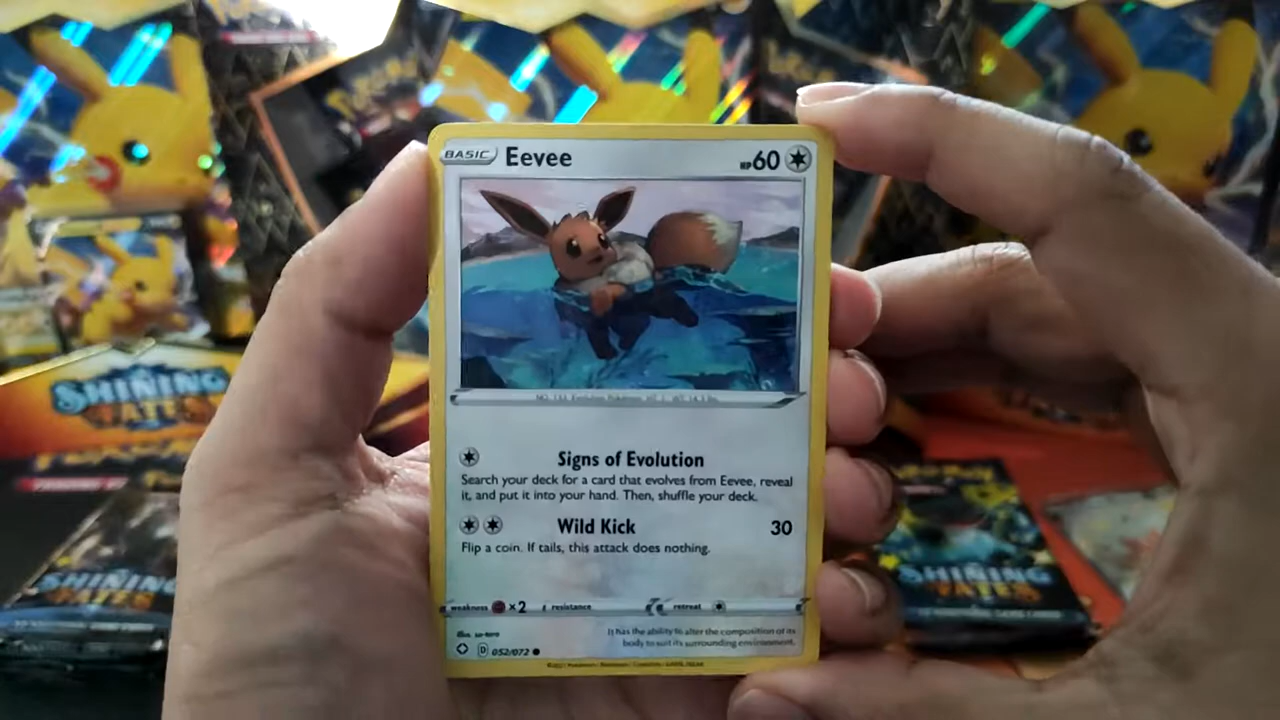 BASIC Eevee HP 60
Signs of Evolution
Search your deck for a card that evolves from Eevee, reveal
it, and put it into your hand. Then, shuffle your deck.
Wild Kick 30
Flip a coin. If tails, this attack does nothing.
weakness ×2 resistance retreat
It has the ability to alter the composition of its
body to suit its surrounding environment.
D 052/072
SHINING
FATES
SHINING
FATES
SHINING
FATES